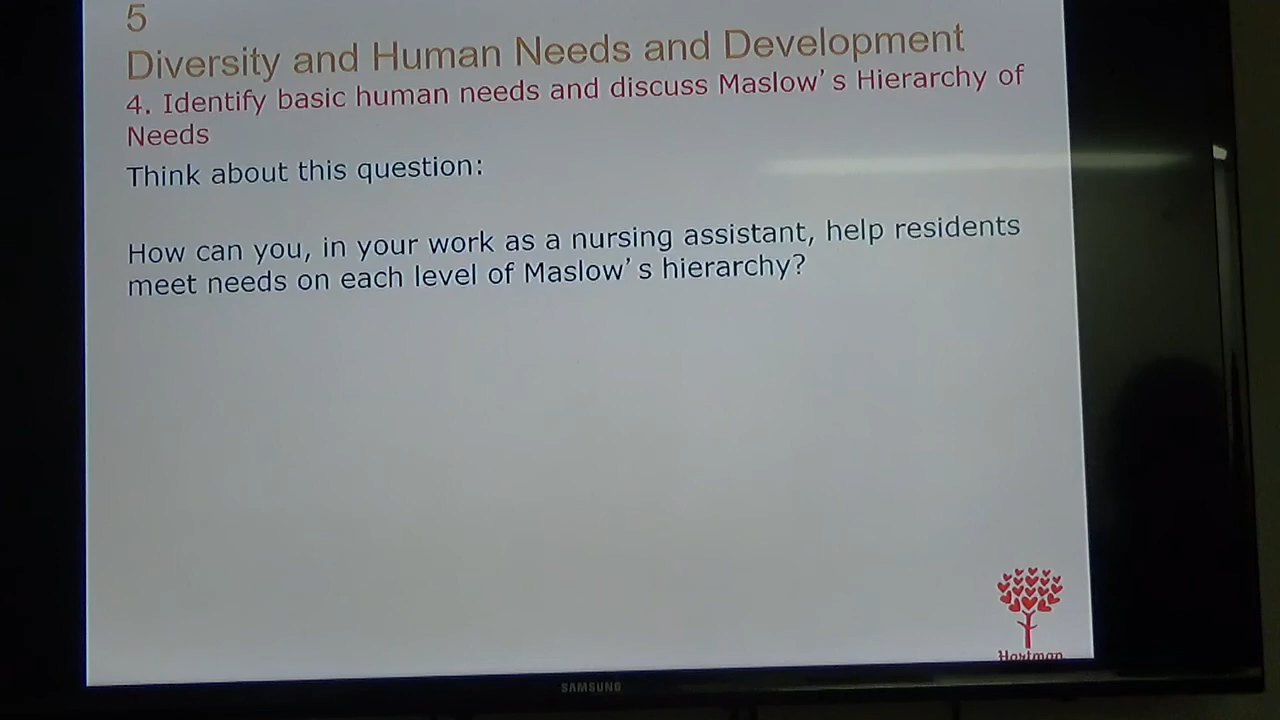 5
Diversity and Human Needs and Development
4. Identify basic human needs and discuss Maslow’s Hierarchy of
Needs
Think about this question:
How can you, in your work as a nursing assistant, help residents
meet needs on each level of Maslow’s hierarchy?
Hartman
SAMSUNG